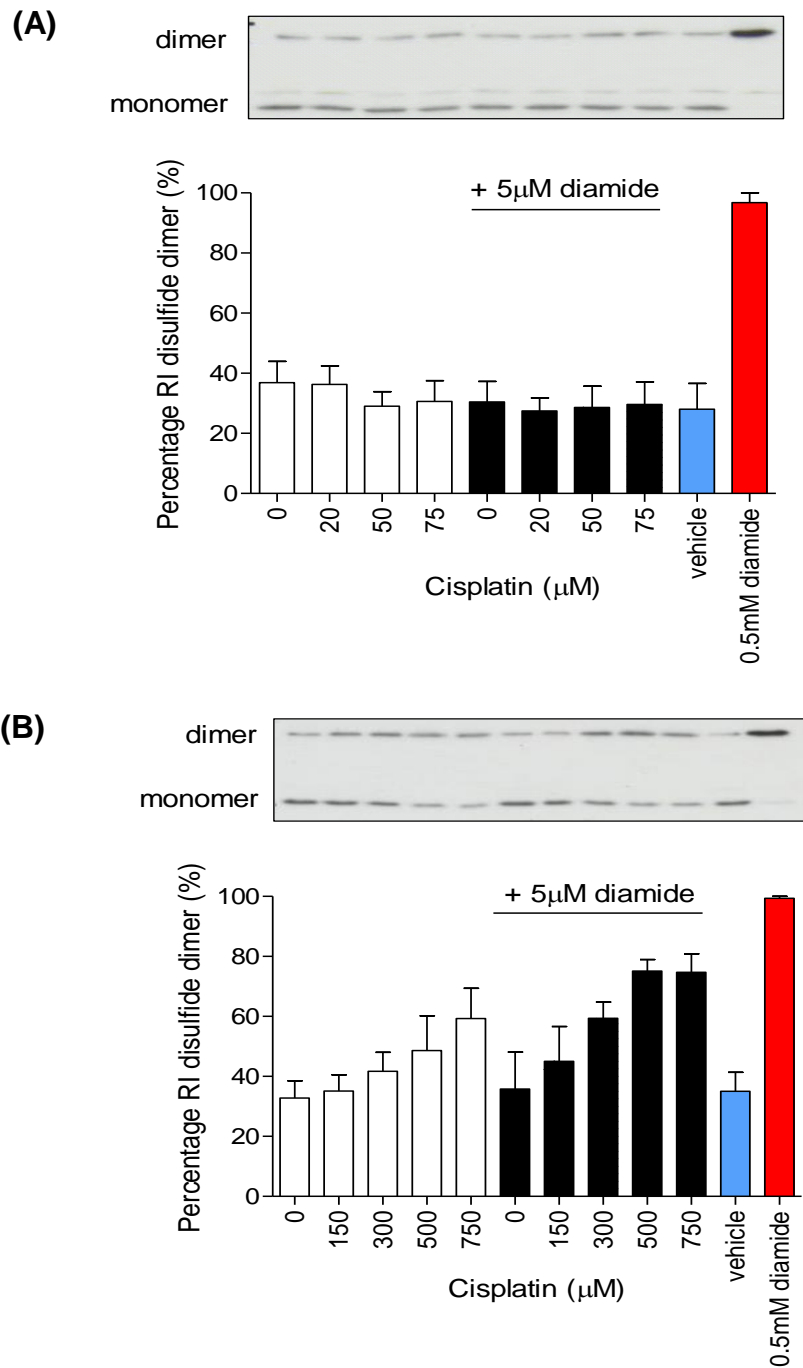 (A)
dimer
monomer
+ 5μM diamide
Percentage RI disulfide dimer (%)
100
80
60
40
20
0
0 20 50 75 0 20 50 75 vehicle 0.5mM diamide
Cisplatin (μM)
(B)
dimer
monomer
+ 5μM diamide
Percentage RI disulfide dimer (%)
100
80
60
40
20
0
0 150 300 500 750 0 150 300 500 750 vehicle 0.5mM diamide
Cisplatin (μM)